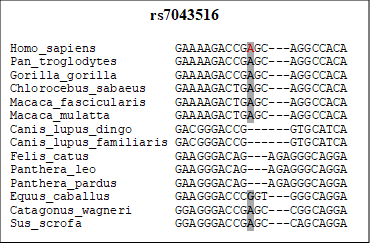 rs7043516
Homo_sapiens GAAAAGACCGAGC---AGGCCACA
Pan_troglodytes GAAAAGACCGAGC---AGGCCACA
Gorilla_gorilla GAAAAGACCGAGC---AGGCCACA
Chlorocebus_sabaeus GAAAAGACTGAGC---AGGCCACA
Macaca_fascicularis GAAAAGACTGAGC---AGGCCACA
Macaca_mulatta GAAAAGACTGAGC---AGGCCACA
Canis_lupus_dingo GACGGGACCG------GTGCATCA
Canis_lupus_familiaris GACGGGACCG------GTGCATCA
Felis_catus GAAGGGACAG---AGAGGGCAGGA
Panthera_leo GAAGGGACAG---AGAGGGCAGGA
Panthera_pardus GAAGGGACAG---AGAGGGCAGGA
Equus_caballus GAAGGGACCCGGT---GGGCAGGA
Catagonus_wagneri GGAGGGACCGAGC---CGGCAGGA
Sus_scrofa GGAGGGACCGAGC---CAGCAGGA